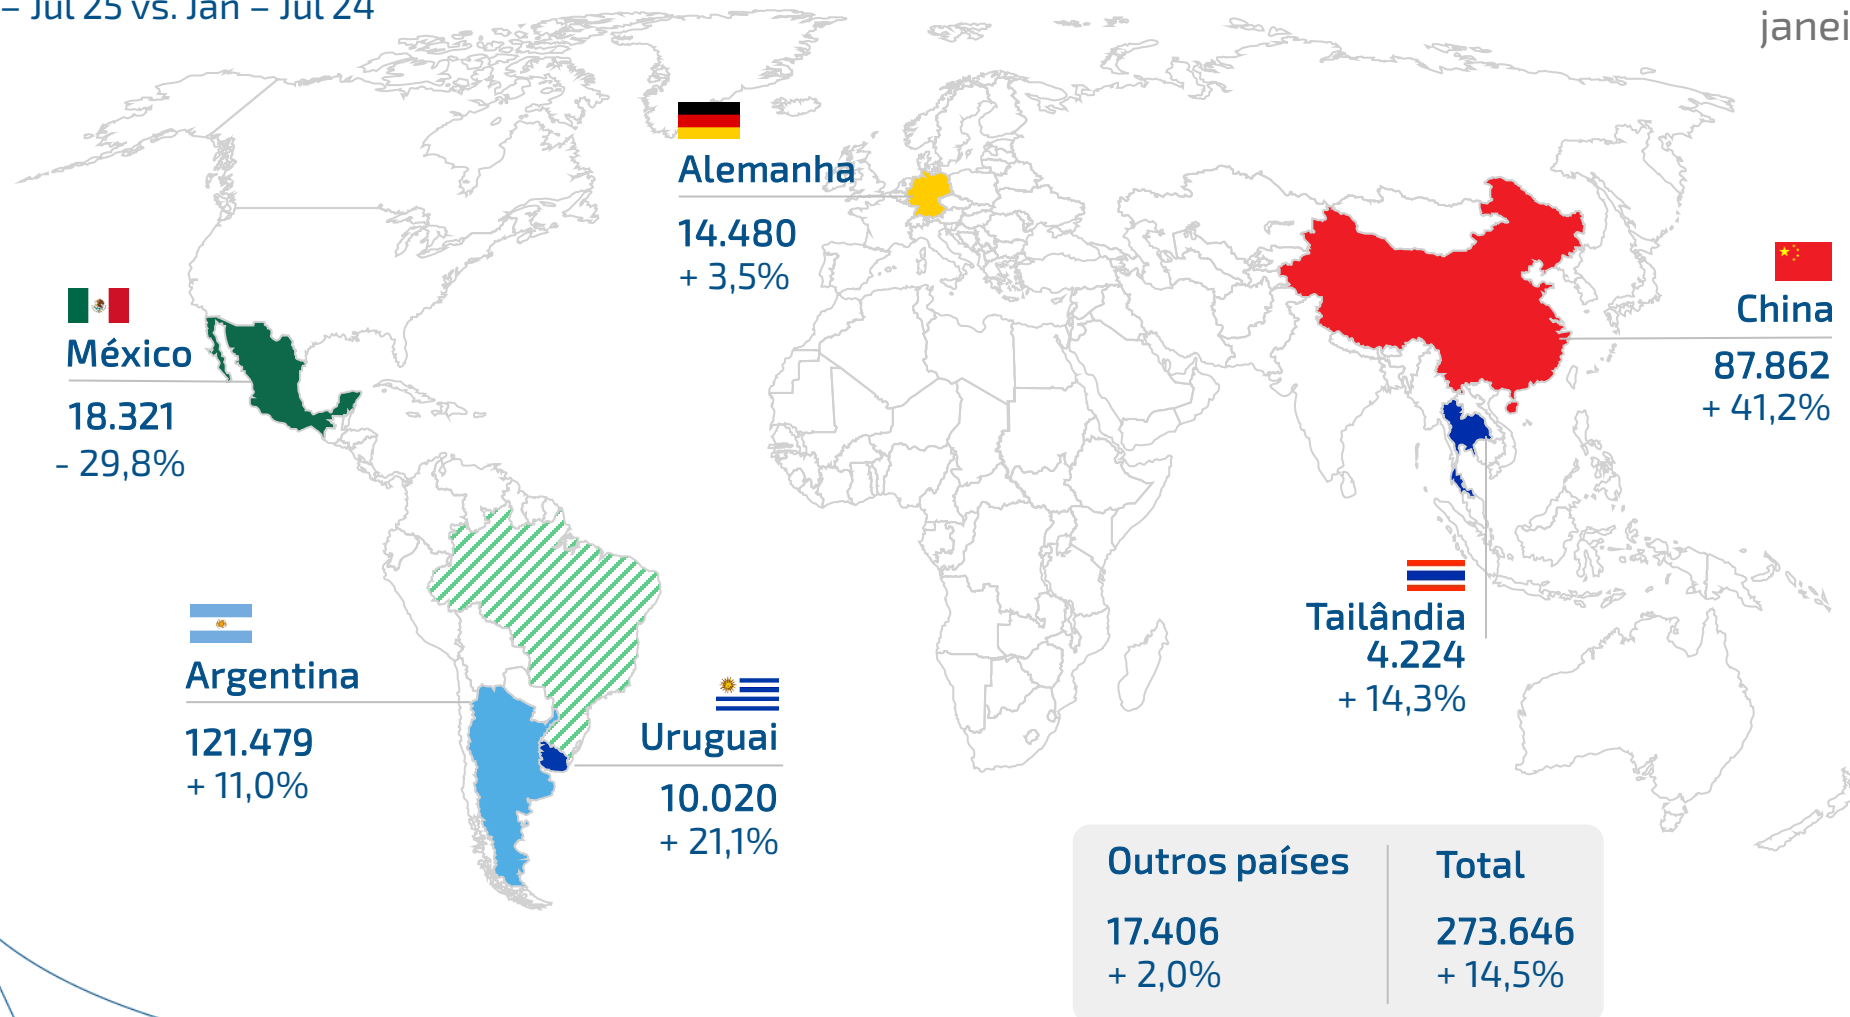 – Jul 25 vs. Jan – Jul 24
janei
Alemanha
14.480
+ 3,5%
México
18.321
- 29,8%
China
87.862
+ 41,2%
Tailândia
4.224
+ 14,3%
Argentina
121.479
+ 11,0%
Uruguai
10.020
+ 21,1%
Outros países
17.406
+ 2,0%
Total
273.646
+ 14,5%